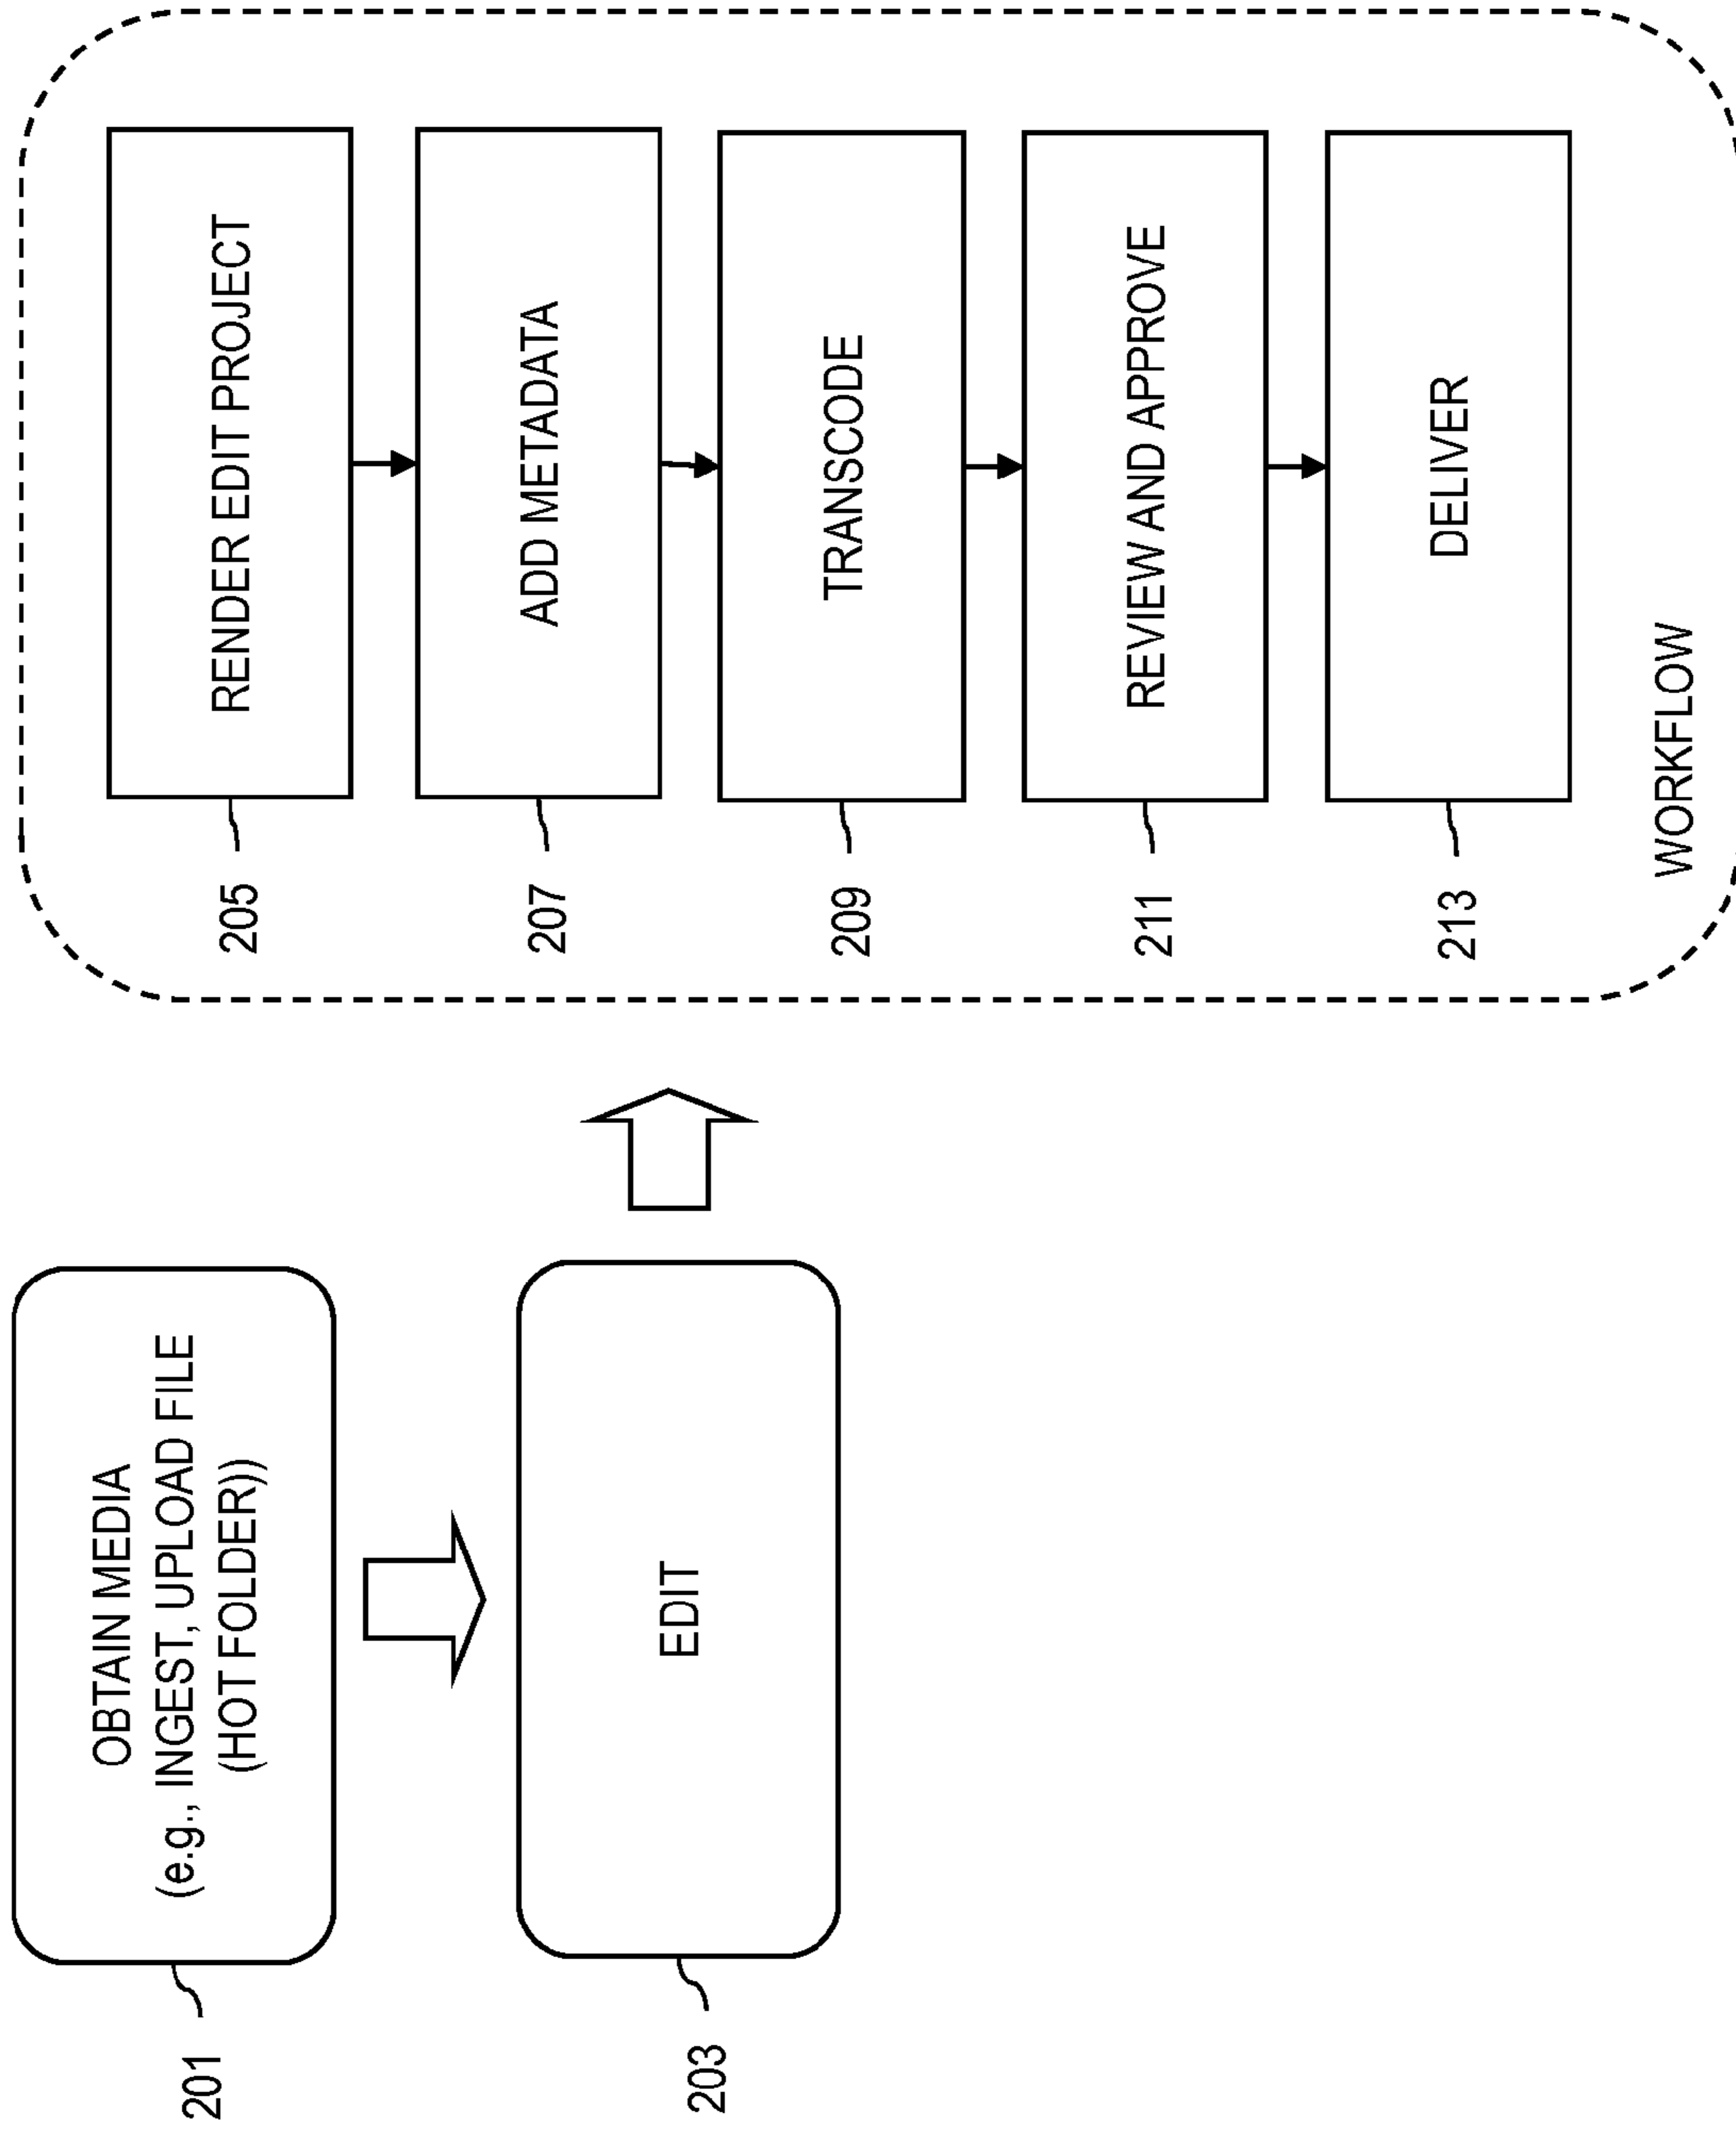 201
OBTAIN MEDIA
(e.g., INGEST, UPLOAD FILE
(HOT FOLDER))
203
EDIT
205
RENDER EDIT PROJECT
207
ADD METADATA
209
TRANSCODE
211
REVIEW AND APPROVE
213
DELIVER
WORKFLOW